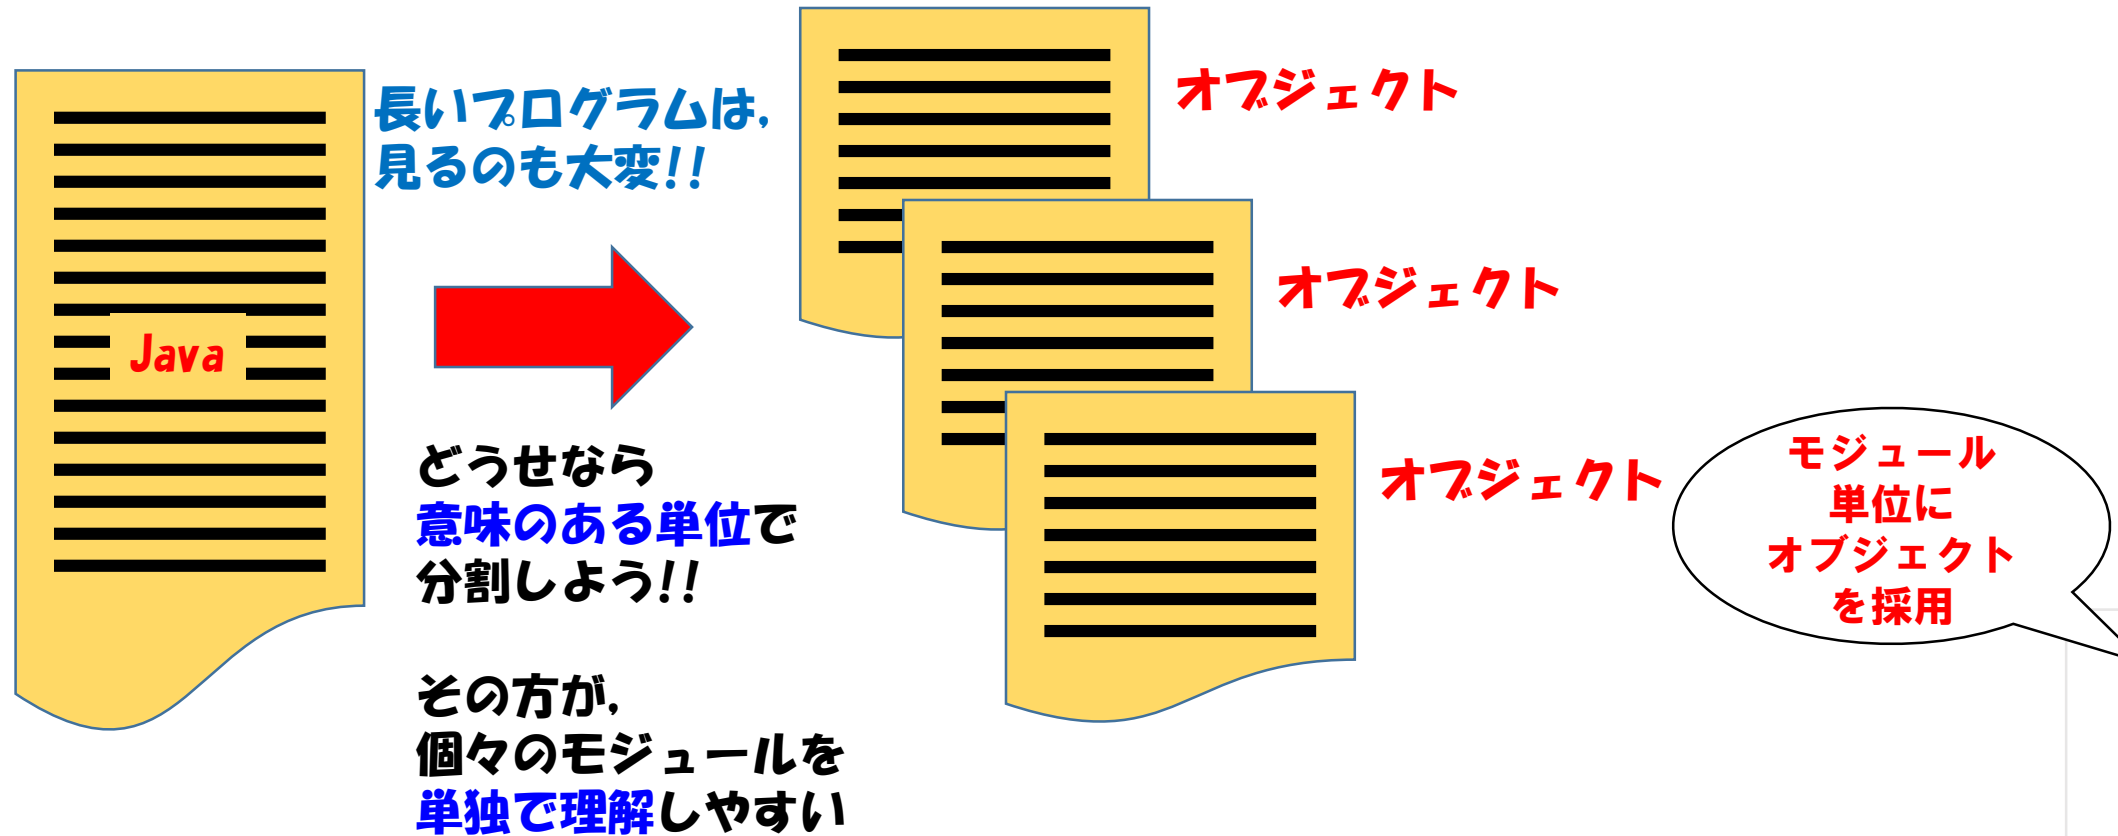 Java
長いプログラムは,
見るのも大変!!
どうせなら
意味のある単位で
分割しよう!!
その方が,
個々のモジュールを
単独で理解しやすい
オブジェクト
オブジェクト
オブジェクト
モジュール
単位に
オブジェクト
を採用